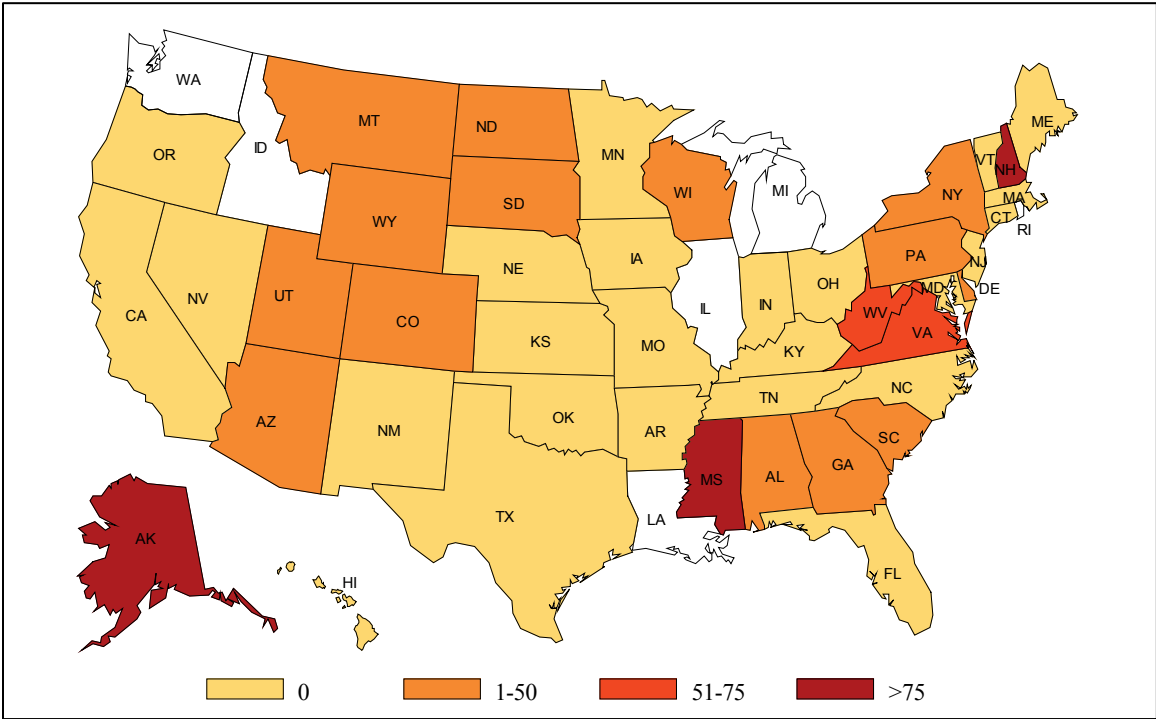 WA
MT
ND
MN
ME
OR
ID
VT
NH
WI
MI
NY
MA
SD
WY
CT
RI
PA
IA
NE
NJ
OH
DE
MD
UT
NV
IN
IL
WV
CA
CO
VA
KS
MO
KY
NC
TN
AZ
OK
NM
AR
SC
GA
AL
MS
TX
LA
AK
FL
HI
0
1-50
51-75
>75